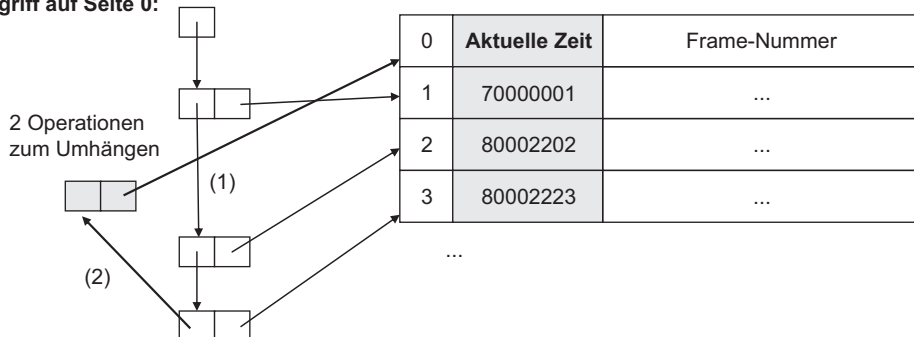 griff auf Seite 0:
0 Aktuelle Zeit Frame-Nummer
1 70000001 ...
2 Operationen
zum Umhängen
2 80002202 ...
(1)
3 80002223 ...
...
(2)